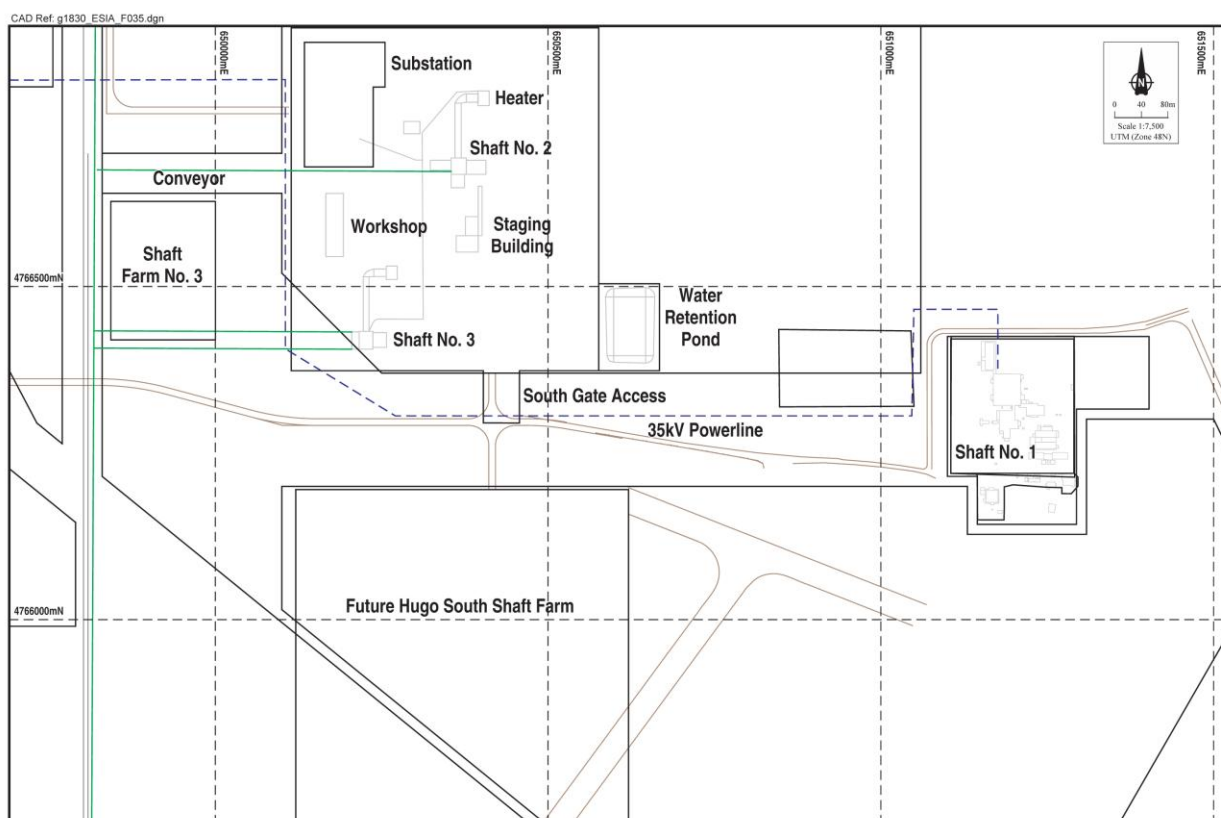 CAD Ref: g1830_ESIA_F035.dgn
650000mE
650500mE
651000mE
651500mE
N
0 40 80m
Scale 1:7,500
UTM (Zone 48N)
Substation
Heater
Shaft No. 2
Conveyor
Workshop
Staging
Building
Shaft
Farm No. 3
4766500mN
Water
Retention
Pond
Shaft No. 3
South Gate Access
35kV Powerline
Shaft No. 1
Future Hugo South Shaft Farm
4766000mN